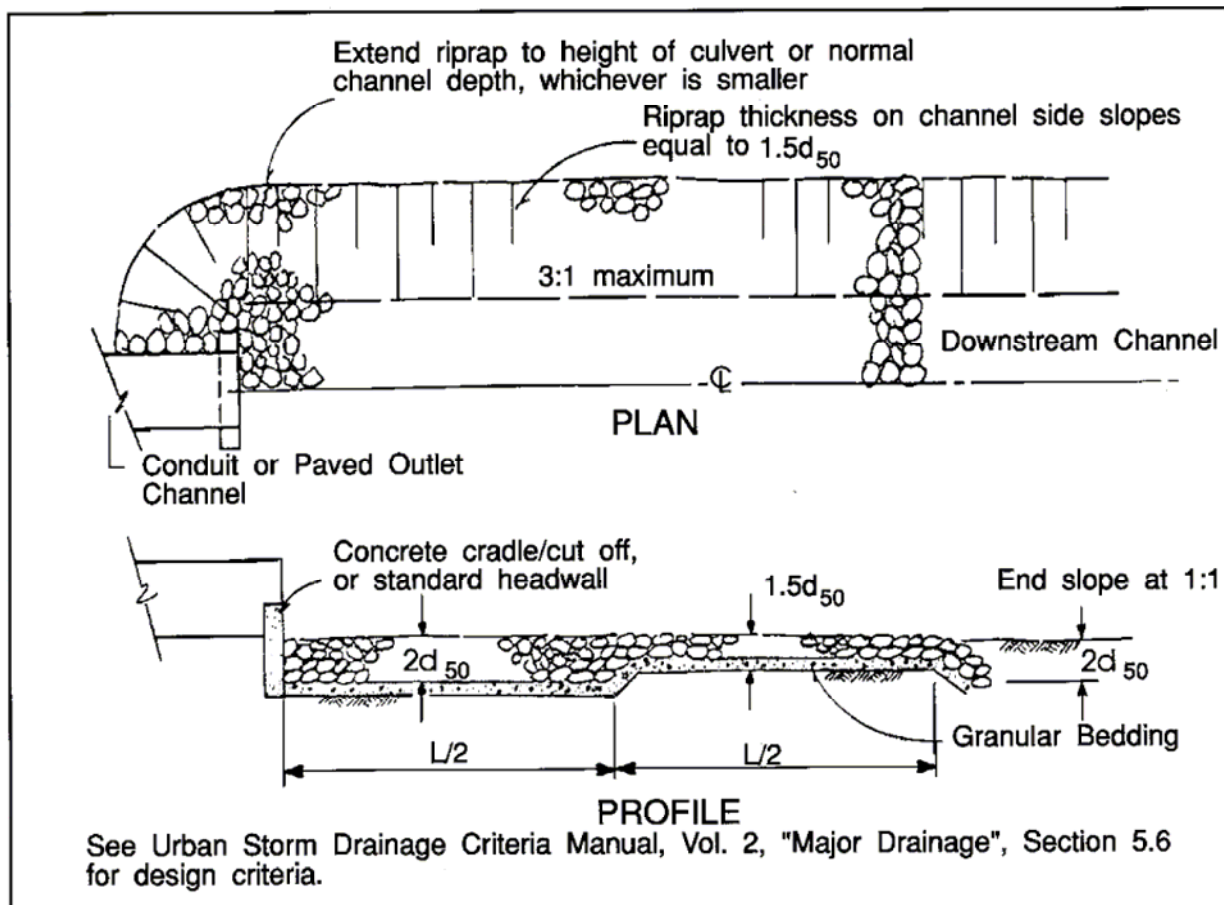 Extend riprap to height of culvert or normal
channel depth, whichever is smaller
Riprap thickness on channel side slopes
equal to 1.5d50
3:1 maximum
Downstream Channel
℄
PLAN
Conduit or Paved Outlet
Channel
Concrete cradle/cut off,
or standard headwall
1.5d50
End slope at 1:1
2d50
2d50
Granular Bedding
L/2
L/2
PROFILE
See Urban Storm Drainage Criteria Manual, Vol. 2, "Major Drainage", Section 5.6
for design criteria.